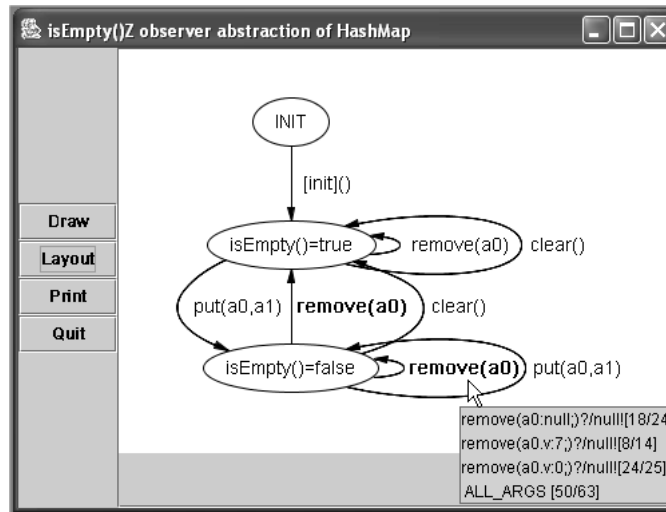 isEmpty()Z observer abstraction of HashMap
INIT
[init]()
Draw
isEmpty()=true
remove(a0)
clear()
Layout
Print
put(a0,a1)
remove(a0)
clear()
Quit
isEmpty()=false
remove(a0)
put(a0,a1)
remove(a0:null;)?/null![18/24
remove(a0.v:7;)?/null![8/14]
remove(a0.v:0;)?/null![24/25]
ALL_ARGS [50/63]